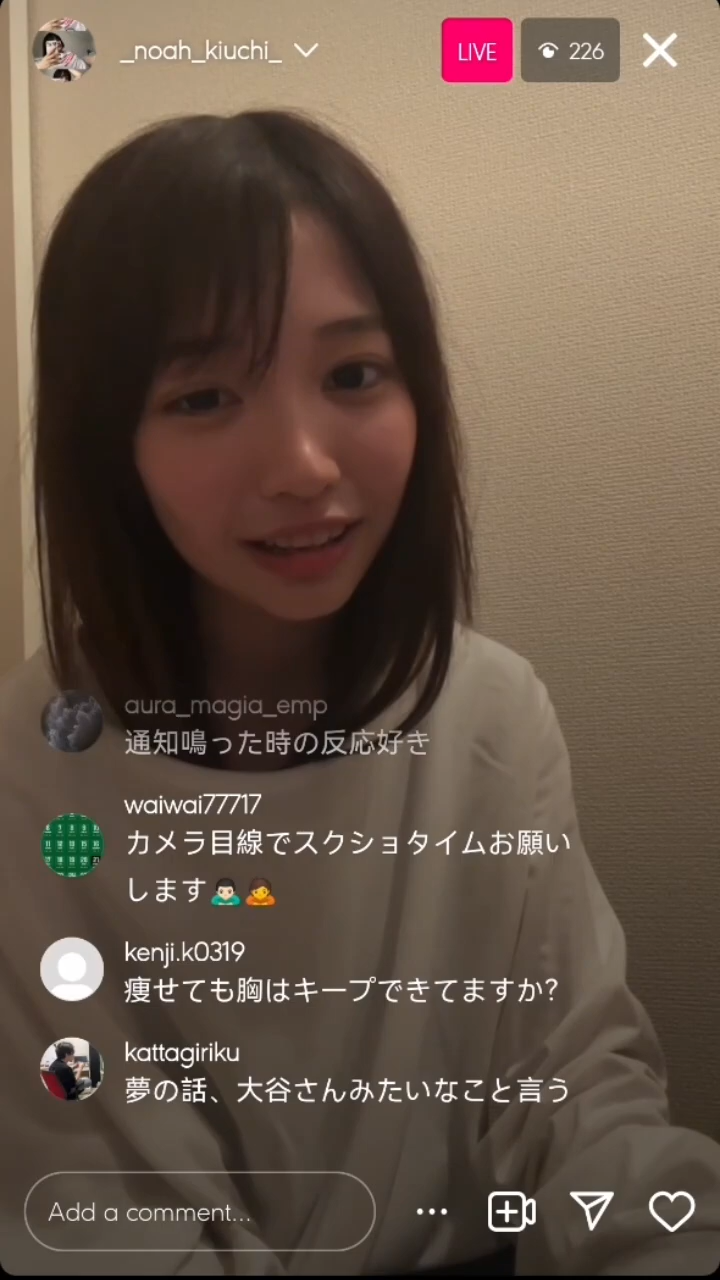 _noah_kiuchi_
LIVE
226
aura_magia_emp
通知鳴った時の反応好き
waiwai77717
カメラ目線でスクショタイムお願い
します🙇🏻‍♂️🙇
kenji.k0319
痩せても胸はキープできてますか?
kattagiriku
夢の話、大谷さんみたいなこと言う
Add a comment...